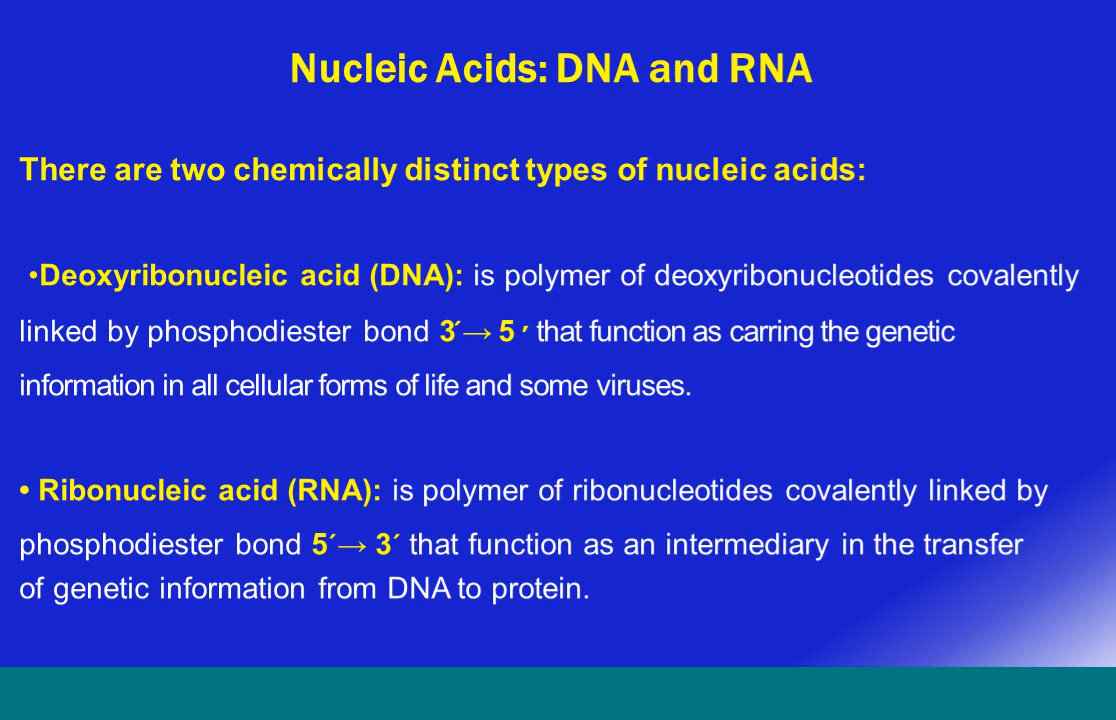 Nucleic Acids: DNA and RNA
There are two chemically distinct types of nucleic acids:
•Deoxyribonucleic acid (DNA): is polymer of deoxyribonucleotides covalently
linked by phosphodiester bond 3´→ 5 ′ that function as carring the genetic
information in all cellular forms of life and some viruses.
• Ribonucleic acid (RNA): is polymer of ribonucleotides covalently linked by
phosphodiester bond 5´→ 3´ that function as an intermediary in the transfer
of genetic information from DNA to protein.